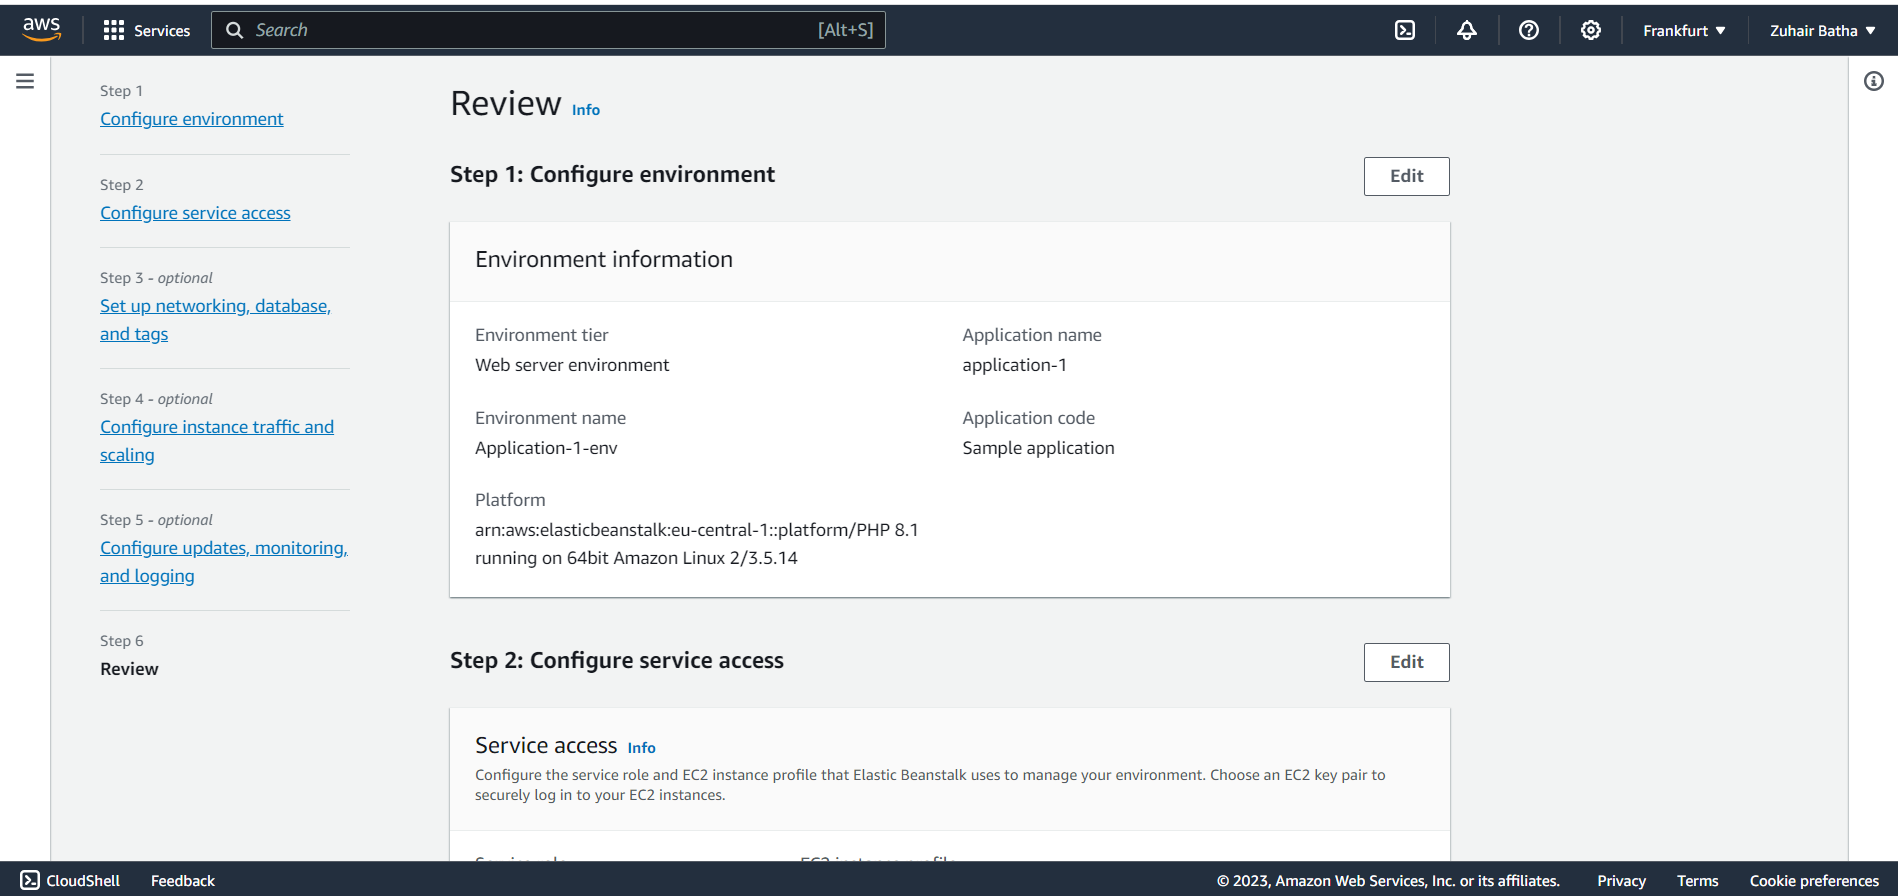 aws
Services
Search
[Alt+S]
Frankfurt
Zuhair Batha
Step 1
Configure environment
Step 2
Configure service access
Step 3 - optional
Set up networking, database,
and tags
Step 4 - optional
Configure instance traffic and
scaling
Step 5 - optional
Configure updates, monitoring,
and logging
Step 6
Review
Review Info
Step 1: Configure environment
Edit
Environment information
Environment tier
Web server environment
Application name
application-1
Environment name
Application-1-env
Application code
Sample application
Platform
arn:aws:elasticbeanstalk:eu-central-1::platform/PHP 8.1
running on 64bit Amazon Linux 2/3.5.14
Step 2: Configure service access
Edit
Service access Info
Configure the service role and EC2 instance profile that Elastic Beanstalk uses to manage your environment. Choose an EC2 key pair to
securely log in to your EC2 instances.
Service role
EC2 instance profile
CloudShell
Feedback
© 2023, Amazon Web Services, Inc. or its affiliates.
Privacy
Terms
Cookie preferences